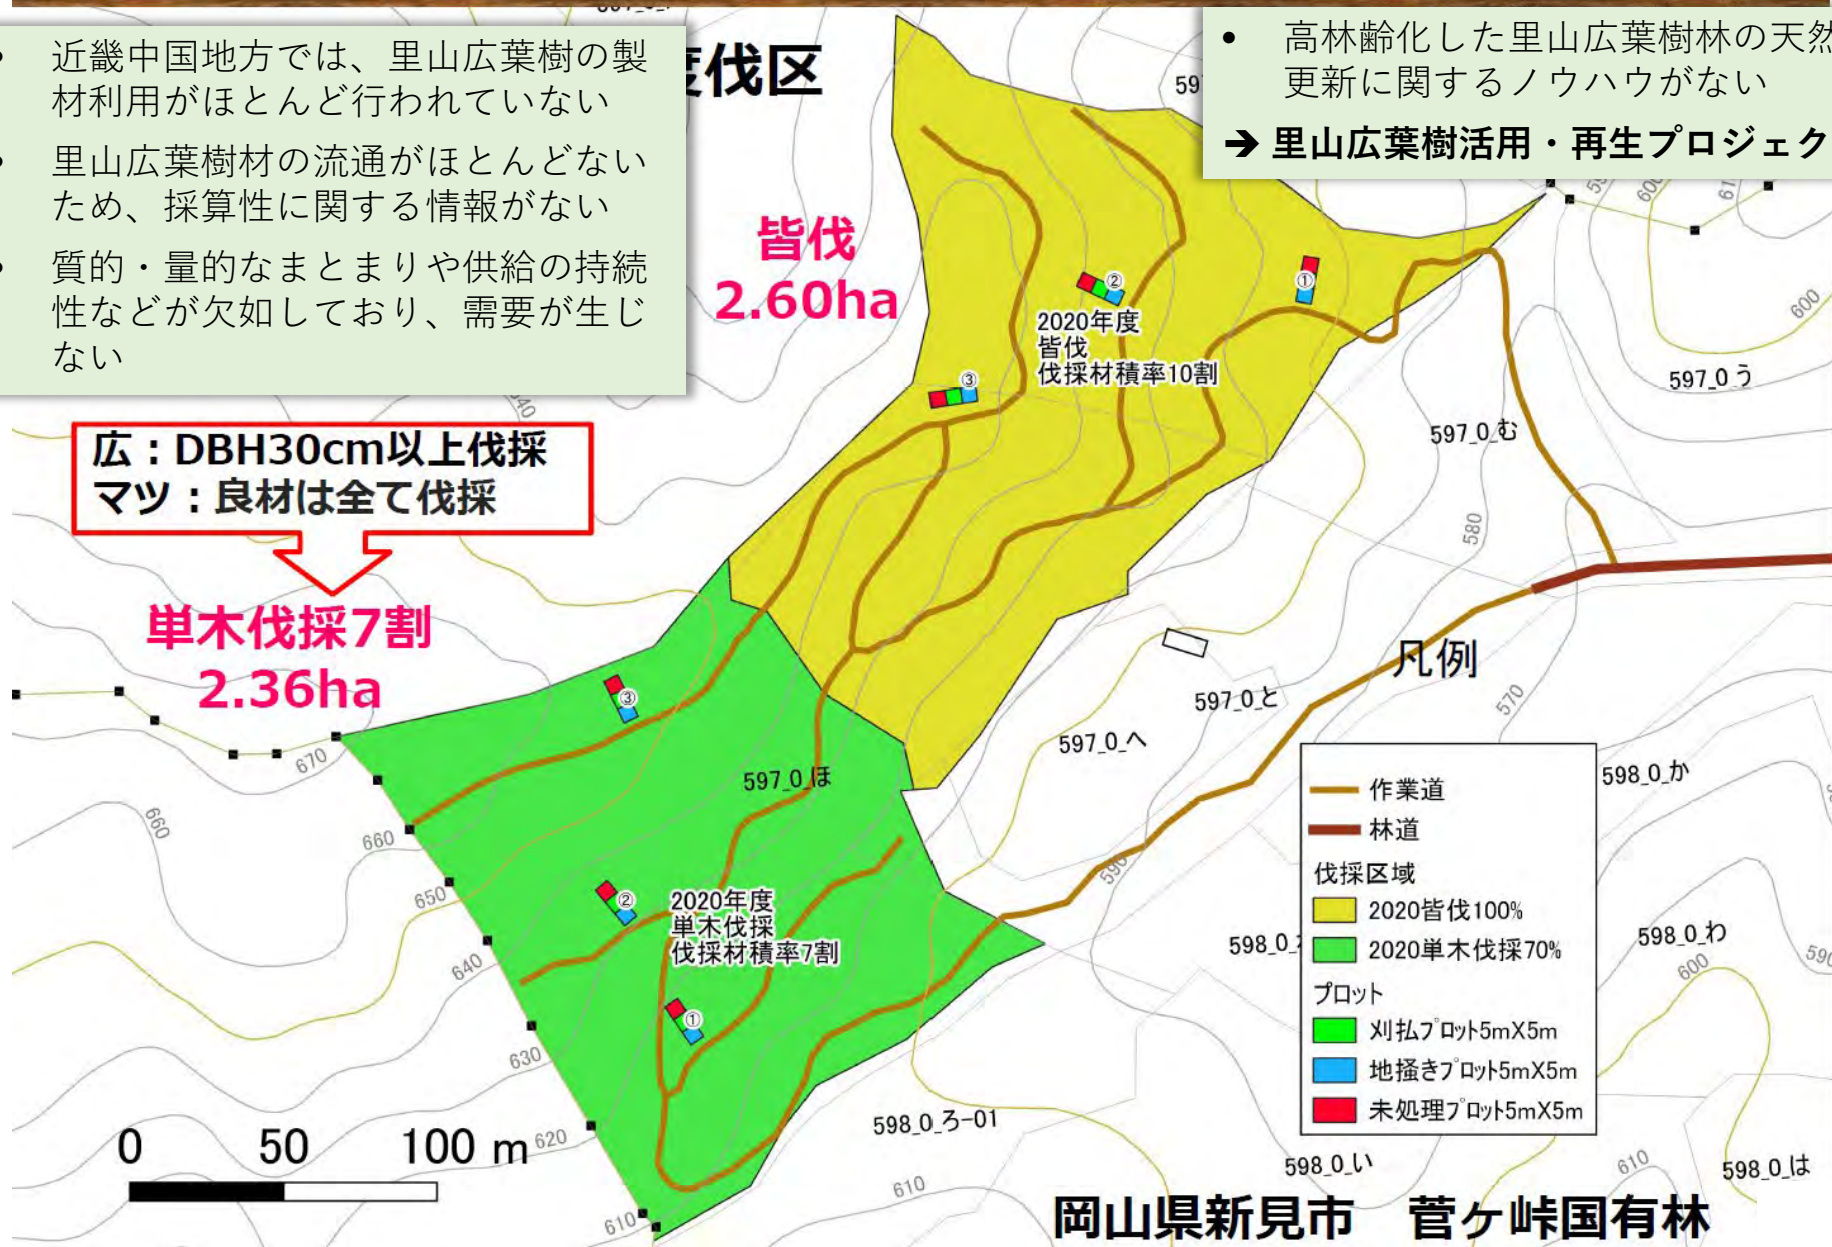 • 近畿中国地方では、里山広葉樹の製
材利用がほとんど行われていない
• 里山広葉樹材の流通がほとんどない
ため、採算性に関する情報がない
• 質的・量的なまとまりや供給の持続
性などが欠如しており、需要が生じ
ない
伐区
• 高林齢化した里山広葉樹林の天然
更新に関するノウハウがない
➔ 里山広葉樹活用・再生プロジェク
皆伐
2.60ha
②
①
③
2020年度
皆伐
伐採材積率10割
600
597_0_う
597_0_む
580
広：DBH30cm以上伐採
マツ：良材は全て伐採
単木伐採7割
2.36ha
③
670
660
660
650
640
630
620
610
597_0_ほ
597_0_と
597_0_へ
590
570
②
2020年度
単木伐採
伐採材積率7割
①
凡例
作業道
林道
伐採区域
2020皆伐100%
2020単木伐採70%
プロット
刈払プロット5mX5m
地掻きプロット5mX5m
未処理プロット5mX5m
598_0_か
598_0_わ
600
598_0_ろ-01
598_0_い
610
598_0_は
610
0 50 100 m
岡山県新見市　菅ヶ峠国有林